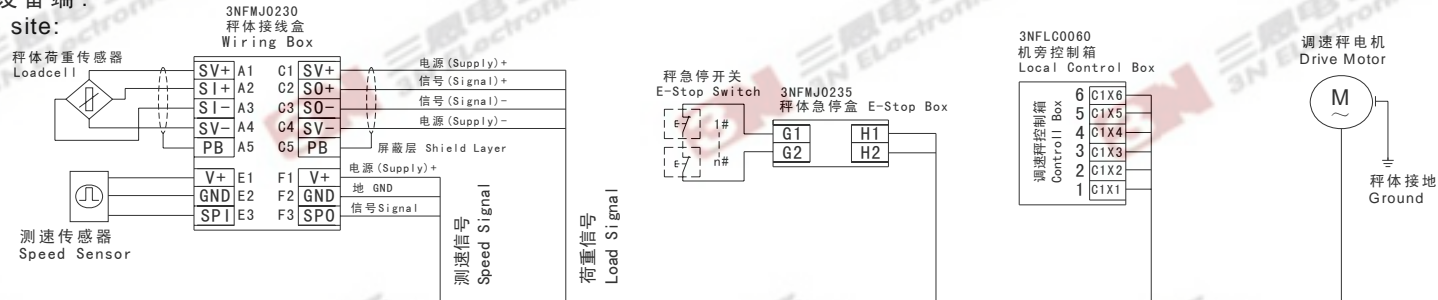 设备端:
site:
3NFMJ0230
秤体接线盒
Wiring Box
秤体荷重传感器
Loadcell
SV+ A1 C1 SV+ 电源(Supply)+
SI+ A2 C2 SO+ 信号(Signal)+
SI- A3 C3 SO- 信号(Signal)-
SV- A4 C4 SV- 电源(Supply)-
PB A5 C5 PB 屏蔽层 Shield Layer
V+ E1 F1 V+ 电源(Supply)+
GND E2 F2 GND 地 GND
SPI E3 F3 SPO 信号Signal
测速传感器
Speed Sensor
测速信号
Speed Signal
荷重信号
Load Signal
秤急停开关
E-Stop Switch
3NFMJ0235
秤体急停盒 E-Stop Box
E 1#
E n#
G1 H1
G2 H2
3NFLC0060
机旁控制箱
Local Control Box
调速秤控制箱
Controll Box
6 C1X6
5 C1X5
4 C1X4
3 C1X3
2 C1X2
1 C1X1
调速秤电机
Drive Motor
M
~
秤体接地
Ground
3N
3N ELectronic